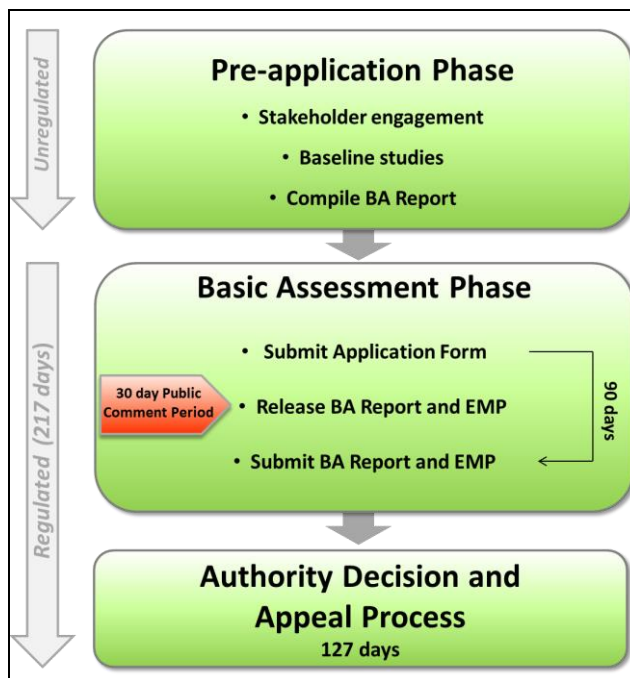 Unregulated
Pre-application Phase
• Stakeholder engagement
• Baseline studies
• Compile BA Report
Regulated (217 days)
Basic Assessment Phase
• Submit Application Form
30 day Public
Comment Period
• Release BA Report and EMP
• Submit BA Report and EMP
90 days
Authority Decision and
Appeal Process
127 days